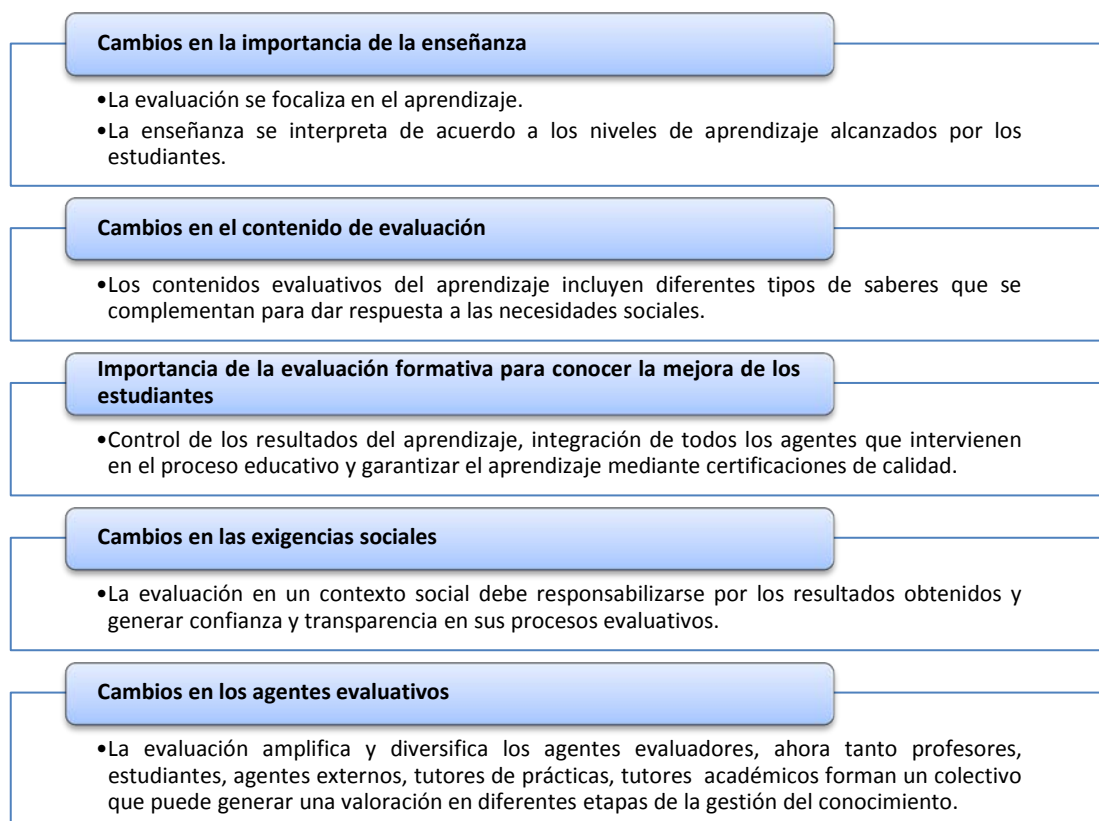 Cambios en la importancia de la enseñanza
•La evaluación se focaliza en el aprendizaje.
•La enseñanza se interpreta de acuerdo a los niveles de aprendizaje alcanzados por los
estudiantes.
Cambios en el contenido de evaluación
•Los contenidos evaluativos del aprendizaje incluyen diferentes tipos de saberes que se
complementan para dar respuesta a las necesidades sociales.
Importancia de la evaluación formativa para conocer la mejora de los
estudiantes
•Control de los resultados del aprendizaje, integración de todos los agentes que intervienen
en el proceso educativo y garantizar el aprendizaje mediante certificaciones de calidad.
Cambios en las exigencias sociales
•La evaluación en un contexto social debe responsabilizarse por los resultados obtenidos y
generar confianza y transparencia en sus procesos evaluativos.
Cambios en los agentes evaluativos
•La evaluación amplifica y diversifica los agentes evaluadores, ahora tanto profesores,
estudiantes, agentes externos, tutores de prácticas, tutores académicos forman un colectivo
que puede generar una valoración en diferentes etapas de la gestión del conocimiento.